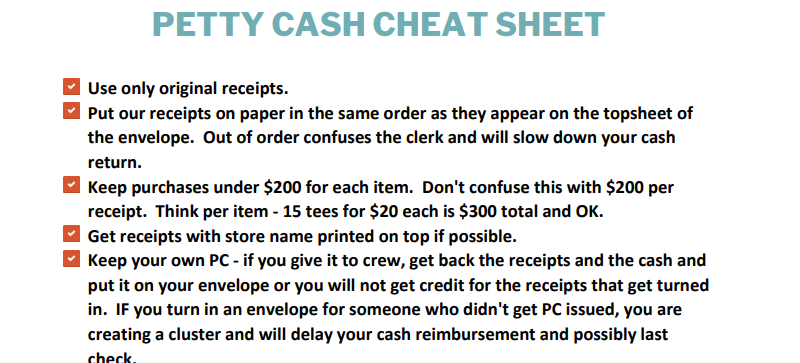 PETTY CASH CHEAT SHEET
Use only original receipts.
Put our receipts on paper in the same order as they appear on the topsheet of
the envelope.  Out of order confuses the clerk and will slow down your cash
return.
Keep purchases under $200 for each item.  Don't confuse this with $200 per
receipt.  Think per item - 15 tees for $20 each is $300 total and OK.
Get receipts with store name printed on top if possible.
Keep your own PC - if you give it to crew, get back the receipts and the cash and
put it on your envelope or you will not get credit for the receipts that get turned
in.  IF you turn in an envelope for someone who didn't get PC issued, you are
creating a cluster and will delay your cash reimbursement and possibly last
check.